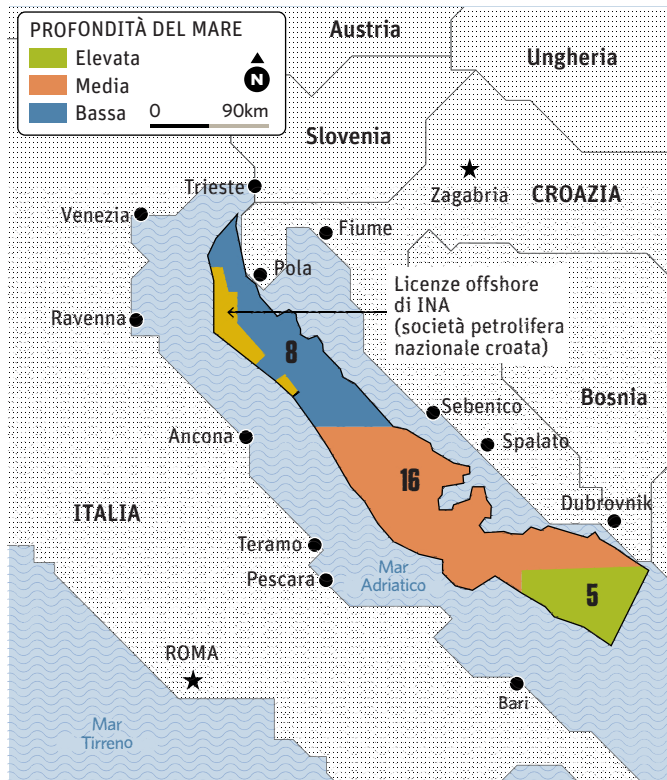 PROFONDITÀ DEL MARE
Elevata
Media
Bassa
N
0 90km
Austria
Ungheria
Slovenia
Trieste
Zagabria
CROAZIA
Venezia
Fiume
Pola
Licenze offshore
di INA
(società petrolifera
nazionale croata)
Ravenna
8
Bosnia
Sebenico
Ancona
Spalato
16
Dubrovnik
ITALIA
Teramo
Mar
Adriatico
Pescara
5
ROMA
Bari
Mar
Tirreno